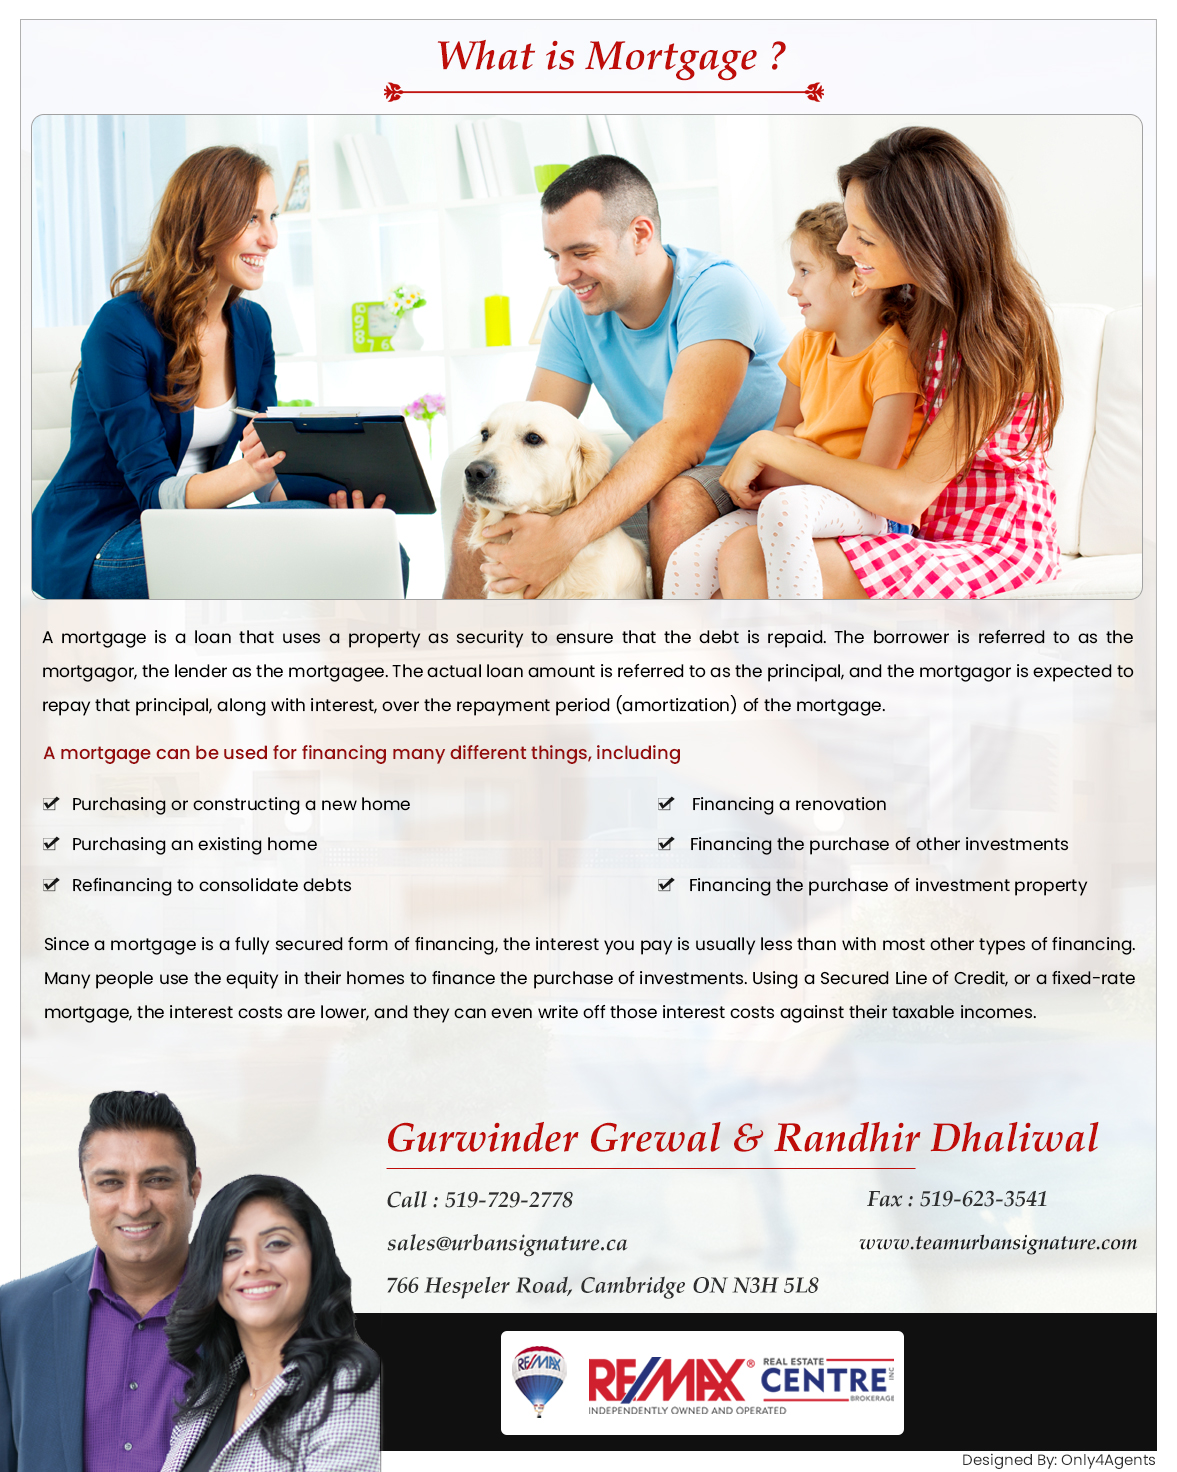 What is Mortgage ?
A mortgage is a loan that uses a property as security to ensure that the debt is repaid. The borrower is referred to as the
mortgagor, the lender as the mortgagee. The actual loan amount is referred to as the principal, and the mortgagor is expected to
repay that principal, along with interest, over the repayment period (amortization) of the mortgage.
A mortgage can be used for financing many different things, including
Purchasing or constructing a new home
Financing a renovation
Purchasing an existing home
Financing the purchase of other investments
Refinancing to consolidate debts
Financing the purchase of investment property
Since a mortgage is a fully secured form of financing, the interest you pay is usually less than with most other types of financing.
Many people use the equity in their homes to finance the purchase of investments. Using a Secured Line of Credit, or a fixed-rate
mortgage, the interest costs are lower, and they can even write off those interest costs against their taxable incomes.
Gurwinder Grewal & Randhir Dhaliwal
Call : 519-729-2778
Fax : 519-623-3541
sales@urbansignature.ca
www.teamurbansignature.com
766 Hespeler Road, Cambridge ON N3H 5L8
RE/MAX
RE/MAX®
INDEPENDENTLY OWNED AND OPERATED
REAL ESTATE
CENTRE INC
BROKERAGE
Designed By: Only4Agents